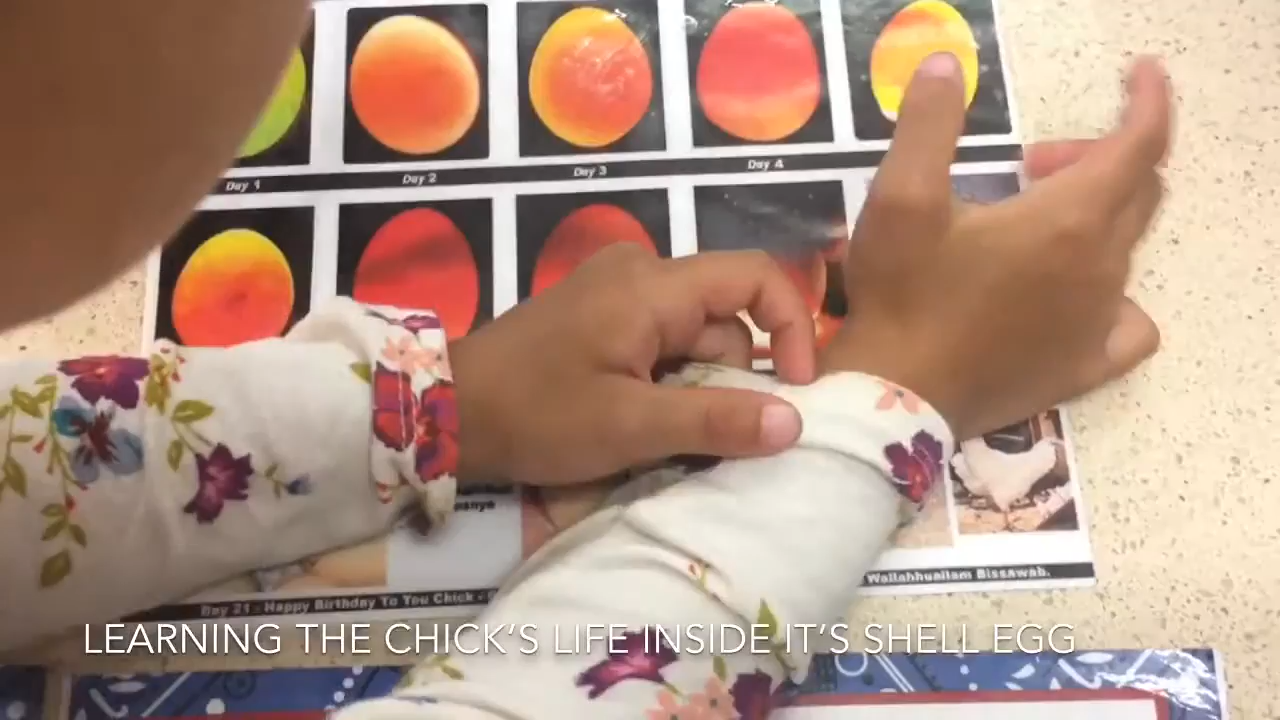 Day 1
Day 2
Day 3
Day 4
Day 21 - Happy Birthday To You Chick -
Wallahhuallam Bissawab.
LEARNING THE CHICK'S LIFE INSIDE IT'S SHELL EGG